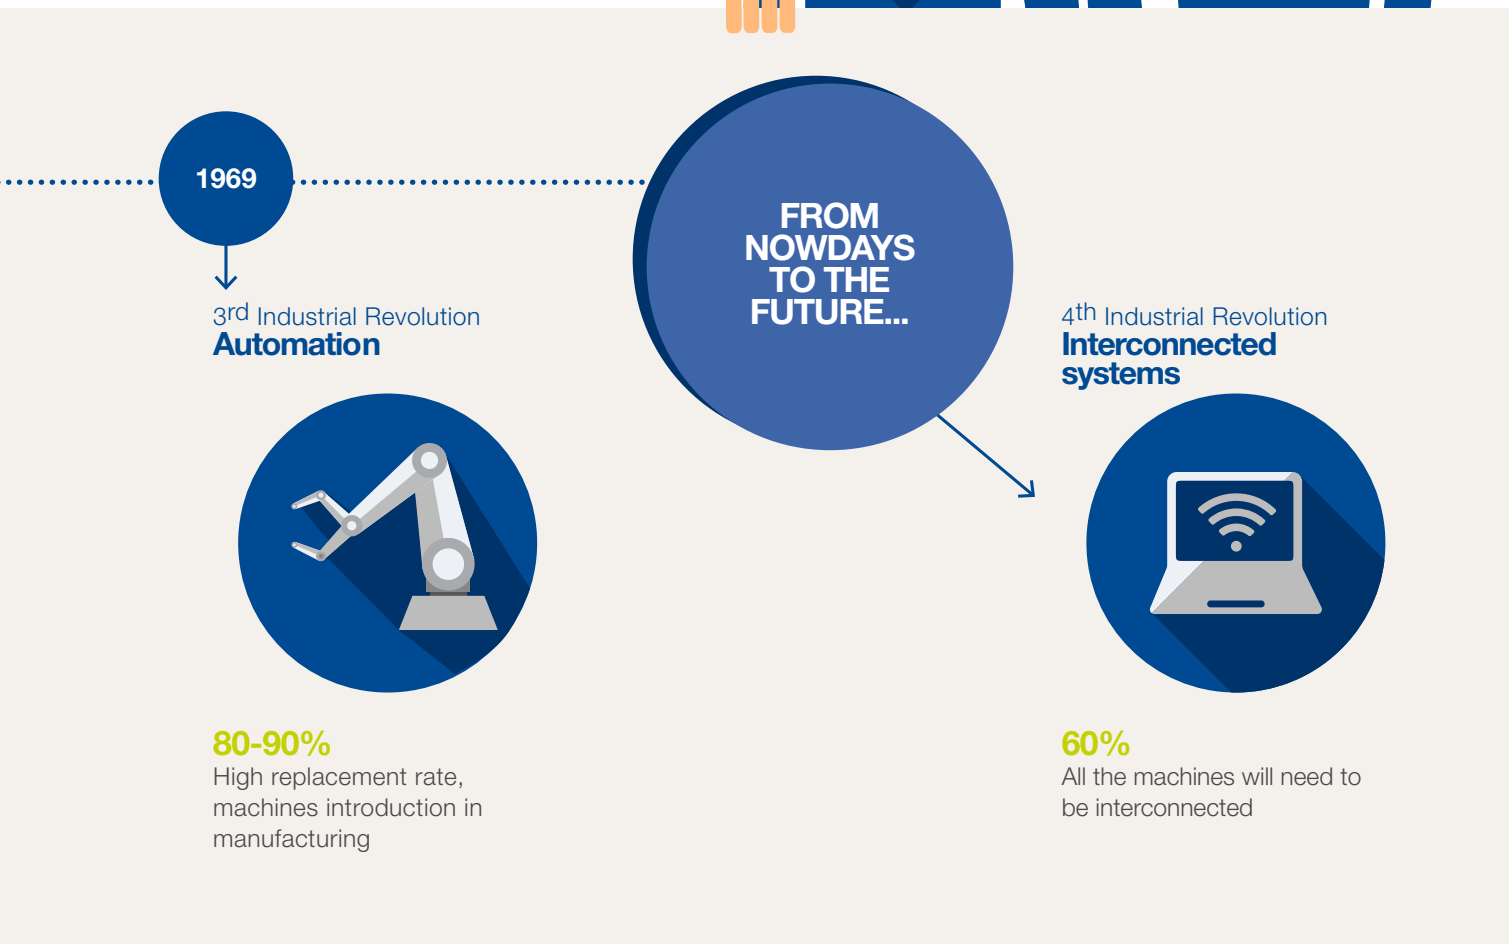 1969
3rd Industrial Revolution
Automation
80-90%
High replacement rate,
machines introduction in
manufacturing
FROM
NOWDAYS
TO THE
FUTURE...
4th Industrial Revolution
Interconnected
systems
60%
All the machines will need to
be interconnected